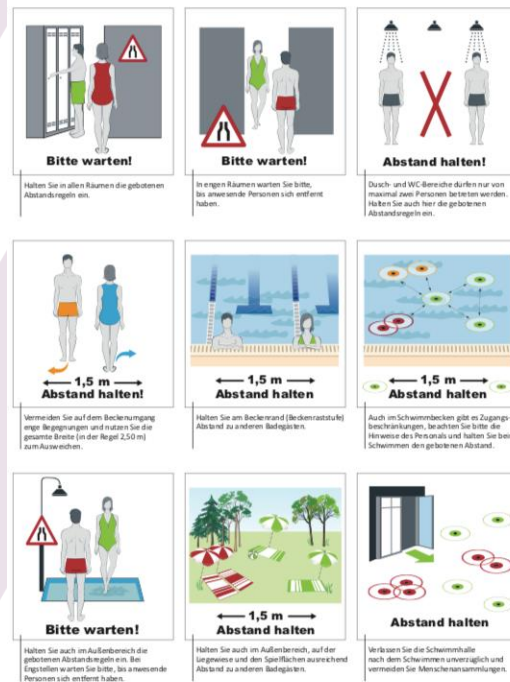 Bitte warten!
Halten Sie in allen Räumen die gebotenen
Abstandsregeln ein.
Bitte warten!
In engen Räumen warten Sie bitte,
bis anwesende Personen sich entfernt
haben.
Abstand halten!
Dusch- und WC-Bereiche dürfen nur von
maximal zwei Personen betreten werden.
Halten Sie auch hier die gebotenen
Abstandsregeln ein.
1,5 m
Abstand halten!
Vermeiden Sie auf dem Beckenumgang
enge Begegnungen und nutzen Sie die
gesamte Breite (in der Regel 2,50 m)
zum Ausweichen.
1,5 m
Abstand halten
Halten Sie am Beckenrand (Beckenraststufe)
Abstand zu anderen Badegästen.
1,5 m
Abstand halten
Auch im Schwimmbecken gibt es Zugangs-
beschränkungen, beachten Sie bitte die
Hinweise des Personals und halten Sie beim
Schwimmen den gebotenen Abstand.
Bitte warten!
Halten Sie auch im Außenbereich die
gebotenen Abstandsregeln ein. Bei
Engstellen warten Sie bitte, bis anwesende
Personen sich entfernt haben.
1,5 m
Abstand halten
Halten Sie auch im Außenbereich, auf der
Liegewiese und den Spielflächen ausreichend
Abstand zu anderen Badegästen.
Abstand halten
Verlassen Sie die Schwimmhalle
nach dem Schwimmen unverzüglich und
vermeiden Sie Menschenansammlungen.